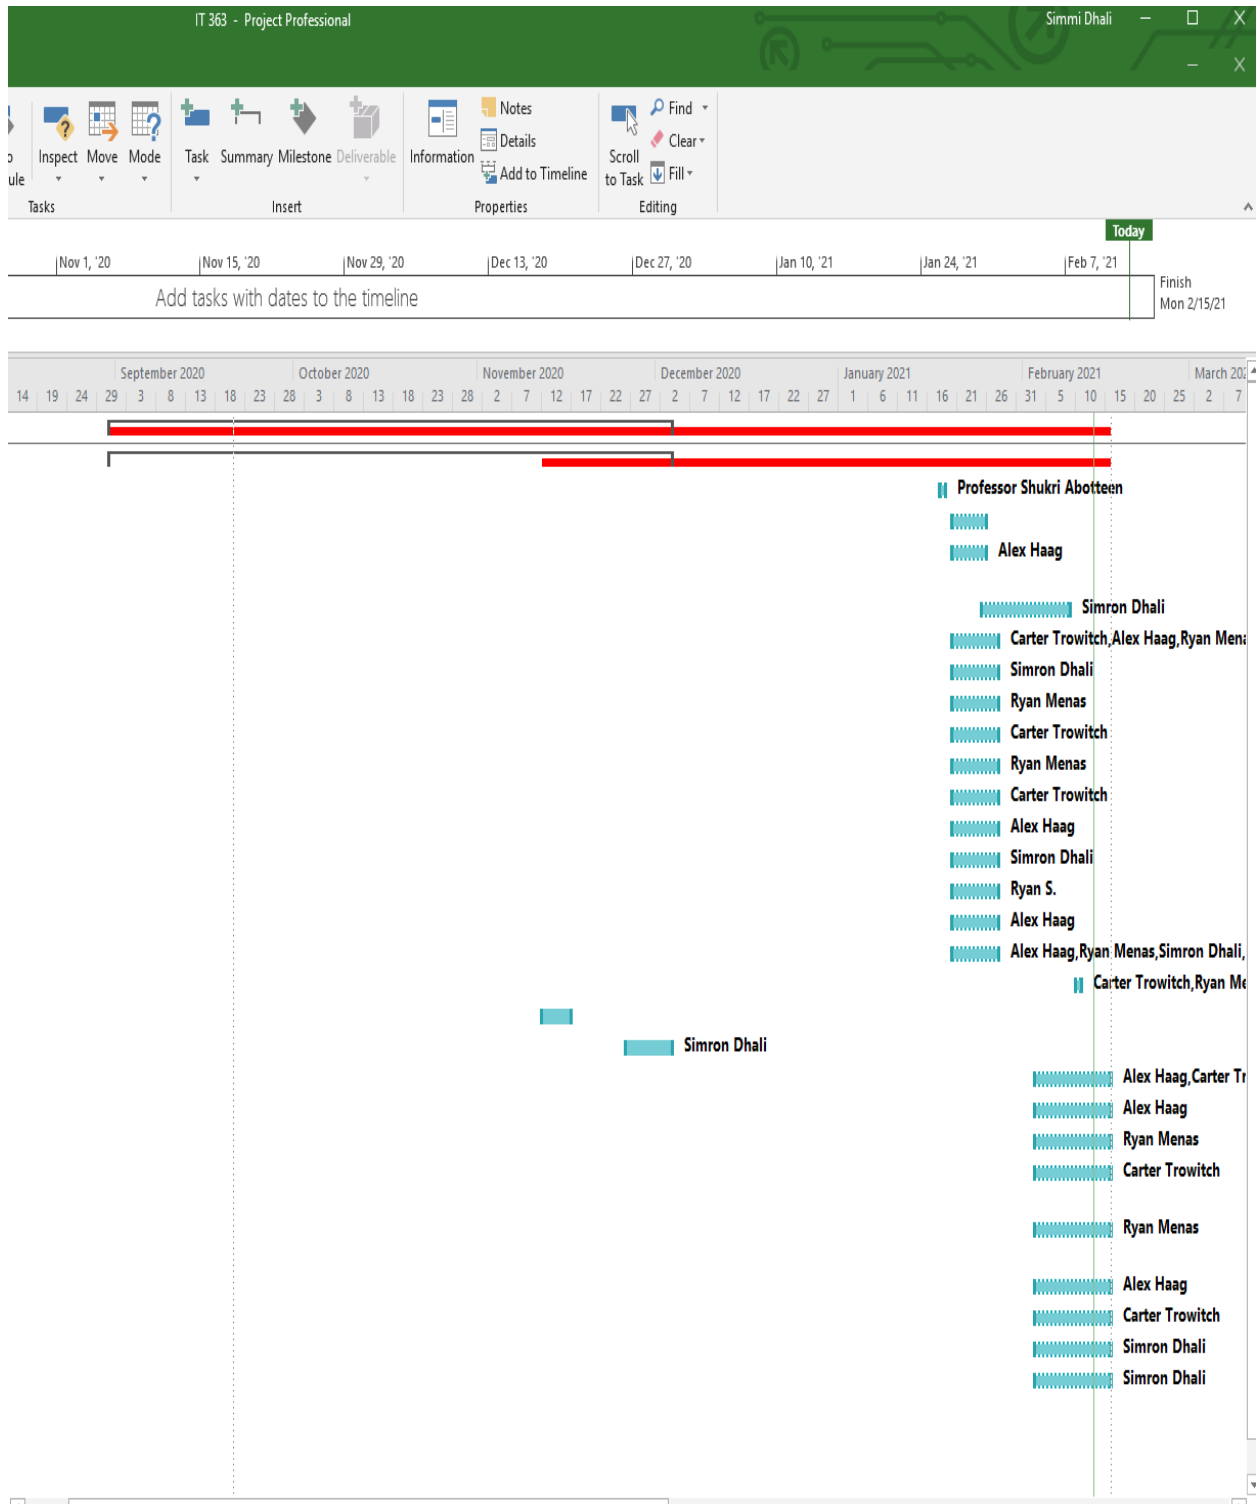 IT 363 - Project Professional
Simmi Dhali
Inspect Move Mode Task Summary Milestone Deliverable Information Notes Details Add to Timeline Scroll to Task Find Clear Fill
ule
Tasks Insert Properties Editing
Today
Nov 1, '20 Nov 15, '20 Nov 29, '20 Dec 13, '20 Dec 27, '20 Jan 10, '21 Jan 24, '21 Feb 7, '21
Add tasks with dates to the timeline
Finish
Mon 2/15/21
September 2020 October 2020 November 2020 December 2020 January 2021 February 2021 March 202
14 19 24 29 3 8 13 18 23 28 3 8 13 18 23 28 2 7 12 17 22 27 2 7 12 17 22 27 1 6 11 16 21 26 31 5 10 15 20 25 2 7
Professor Shukri Abotteen
Alex Haag
Simron Dhali
Carter Trowitch,Alex Haag,Ryan Mena
Simron Dhali
Ryan Menas
Carter Trowitch
Ryan Menas
Carter Trowitch
Alex Haag
Simron Dhali
Ryan S.
Alex Haag
Alex Haag,Ryan Menas,Simron Dhali,
Carter Trowitch,Ryan Me
Simron Dhali
Alex Haag,Carter Tr
Alex Haag
Ryan Menas
Carter Trowitch
Ryan Menas
Alex Haag
Carter Trowitch
Simron Dhali
Simron Dhali